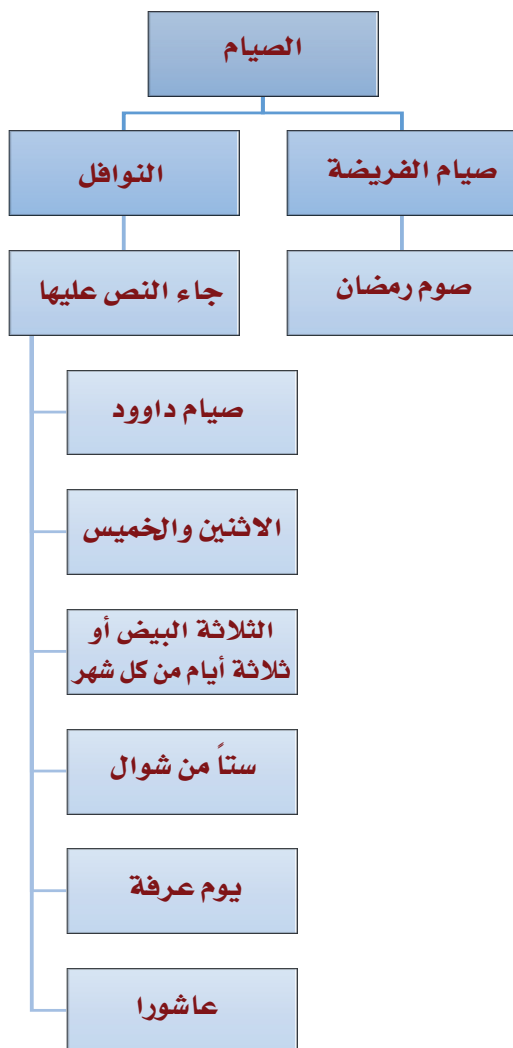 الصيام
صيام الفريضة
النوافل
صوم رمضان
جاء النص عليها
صيام داوود
الاثنين والخميس
الثلاثة البيض أو
ثلاثة أيام من كل شهر
ستاً من شوال
يوم عرفة
عاشورا